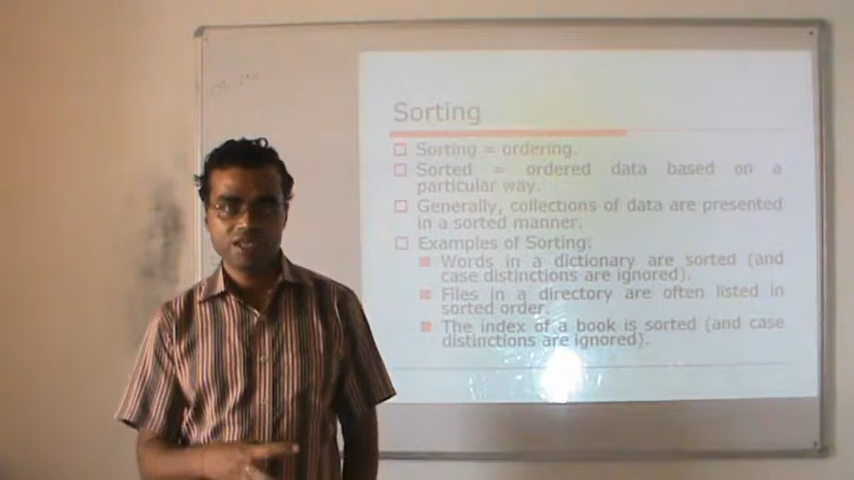 Sorting
Sorting = ordering.
Sorted = ordered data based on a
particular way.
Generally, collections of data are presented
in a sorted manner.
Examples of Sorting:
Words in a dictionary are sorted (and
case distinctions are ignored).
Files in a directory are often listed in
sorted order.
The index of a book is sorted (and case
distinctions are ignored).